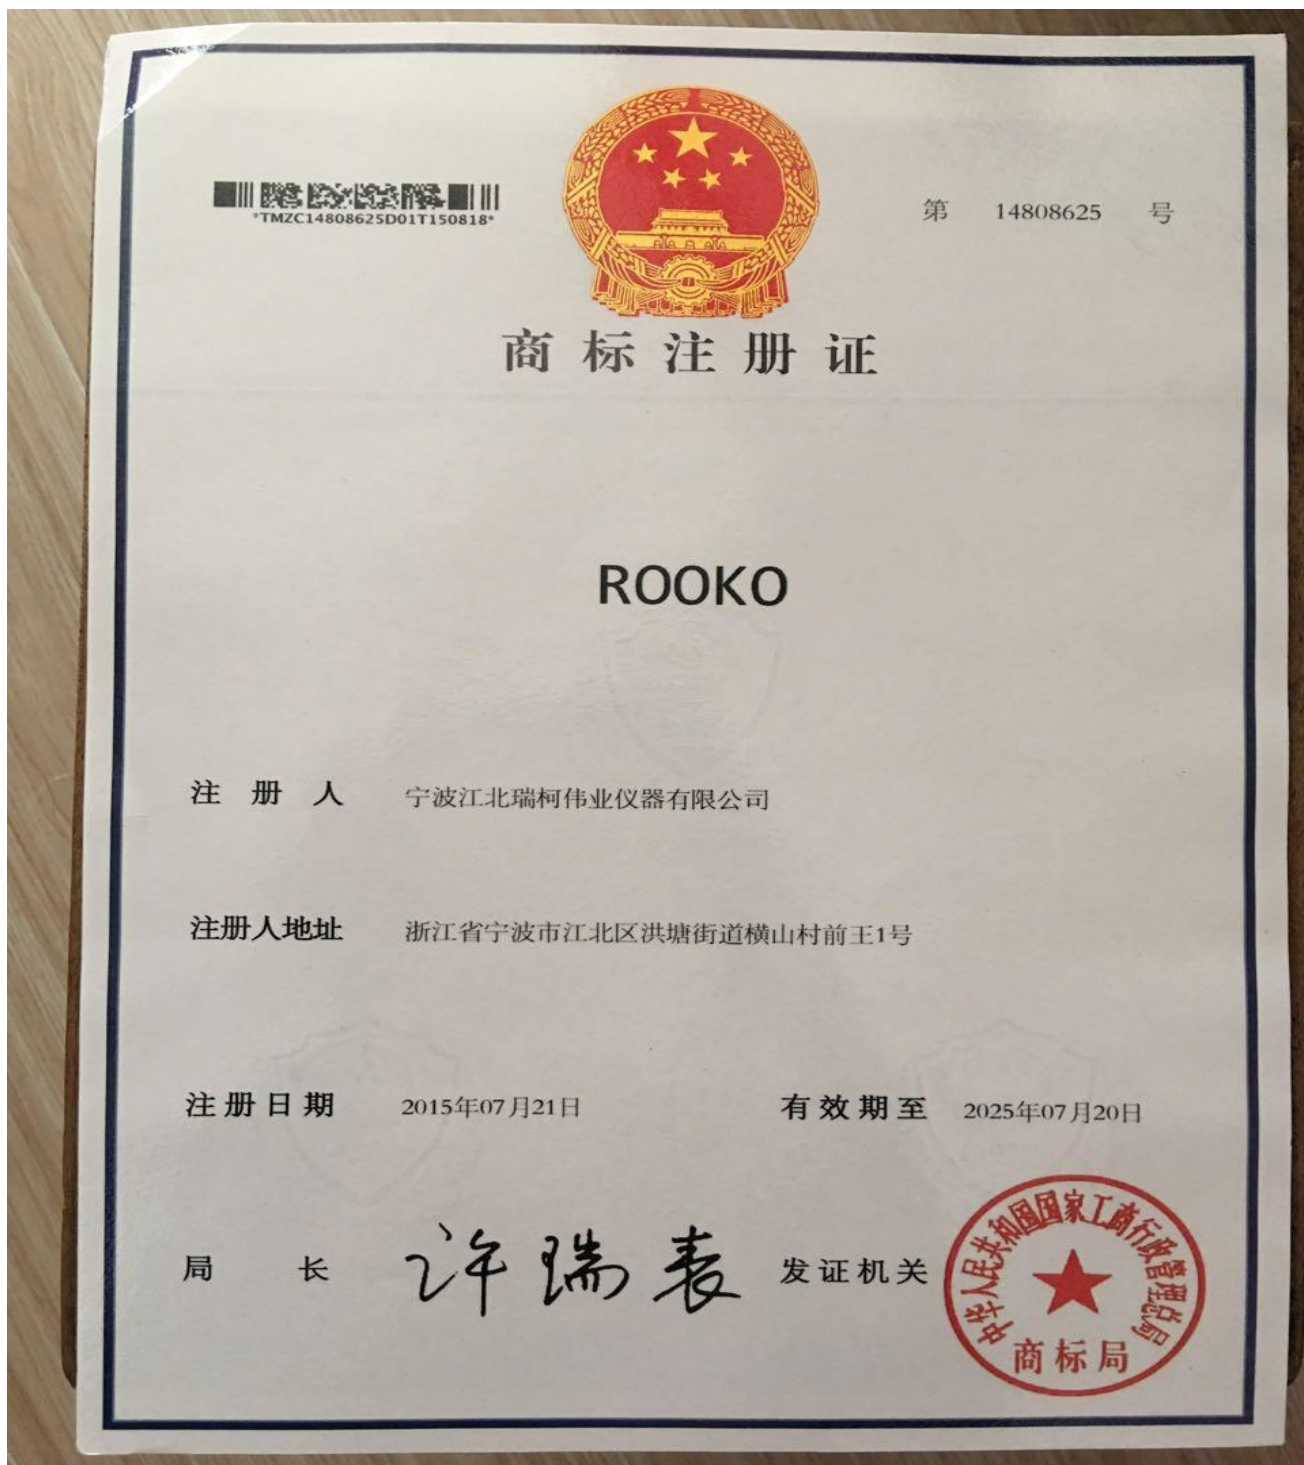 *TMZC14808625D01T150818*
第 14808625 号
商标注册证
ROOKO
注册人 宁波江北瑞柯伟业仪器有限公司
注册人地址 浙江省宁波市江北区洪塘街道横山村前王1号
注册日期 2015年07月21日 有效期至 2025年07月20日
局长 许瑞表 发证机关
中华人民共和国国家工商行政管理总局
商标局